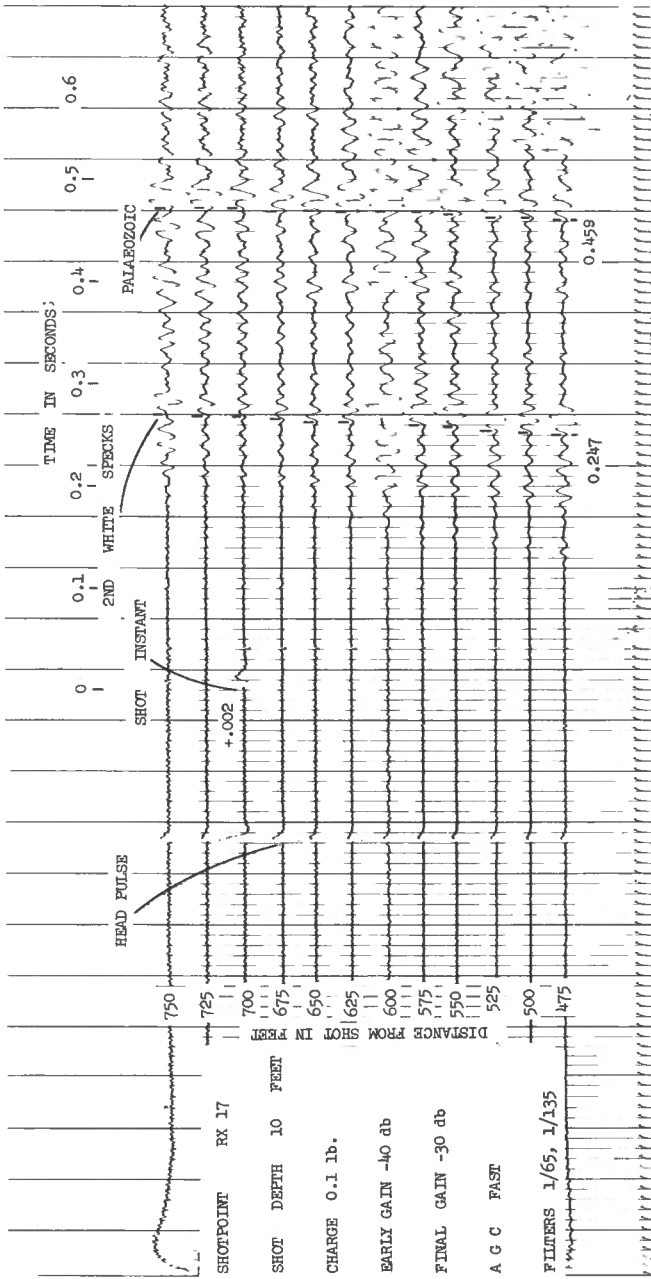 TIME IN SECONDS;
0
0.1
0.2
0.3
0.4
0.5
0.6
HEAD PULSE
SHOT INSTANT
2ND WHITE SPECKS
PALAEOZOIC
+.002
750
725
700
675
650
625
600
575
550
525
500
475
DISTANCE FROM SHOT IN FEET
0.247
0.459
SHOTPOINT RX 17
SHOT DEPTH 10 FEET
CHARGE 0.1 lb.
EARLY GAIN -40 db
FINAL GAIN -30 db
A G C FAST
FILTERS 1/65, 1/135